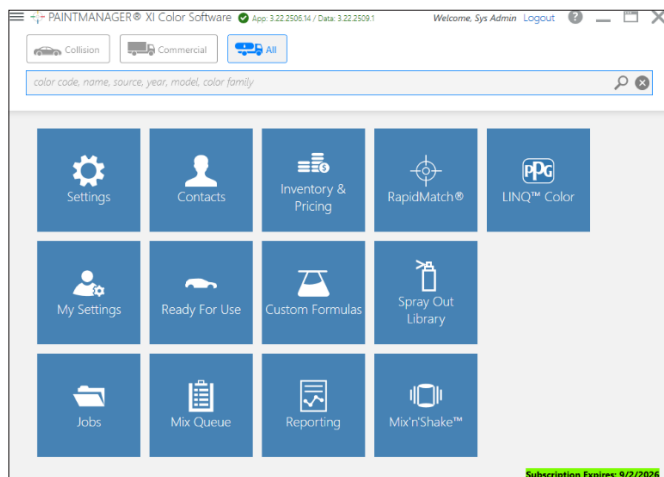 PAINTMANAGER® XI Color Software App: 3.22.2506.14 / Data: 3.22.2509.1 Welcome, Sys Admin Logout ?
Collision Commercial All
color code, name, source, year, model, color family
Settings
Contacts
Inventory &
Pricing
RapidMatch®
PPG
LINQ™ Color
My Settings
Ready For Use
Custom Formulas
Spray Out
Library
Jobs
Mix Queue
Reporting
Mix'n'Shake™
Subscription Expires: 9/2/2026